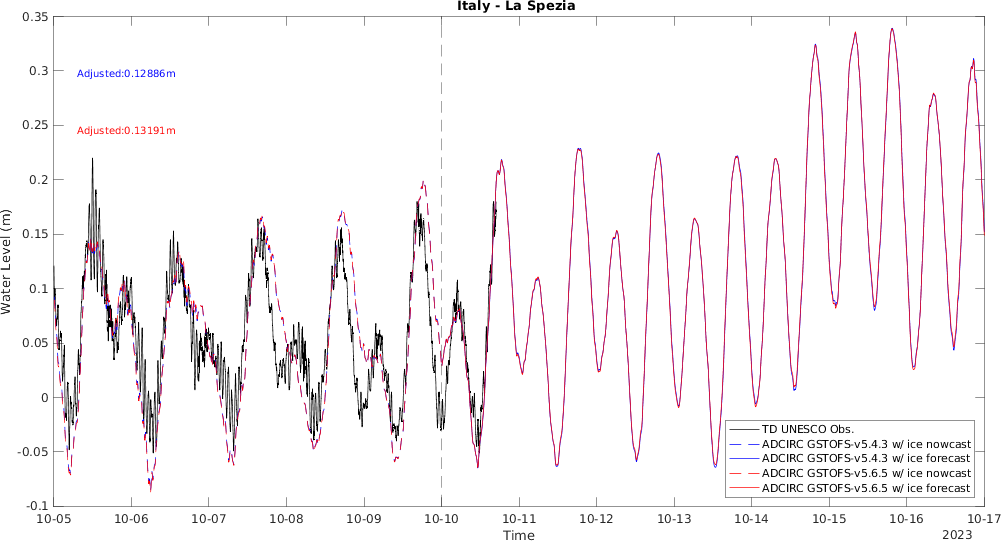 Italy - La Spezia
Water Level (m)
0.35
0.3
0.25
0.2
0.15
0.1
0.05
0
-0.05
-0.1
Adjusted:0.12886m
Adjusted:0.13191m
TD UNESCO Obs.
ADCIRC GSTOFS-v5.4.3 w/ ice nowcast
ADCIRC GSTOFS-v5.4.3 w/ ice forecast
ADCIRC GSTOFS-v5.6.5 w/ ice nowcast
ADCIRC GSTOFS-v5.6.5 w/ ice forecast
10-05 10-06 10-07 10-08 10-09 10-10 10-11 10-12 10-13 10-14 10-15 10-16 10-17
Time
2023